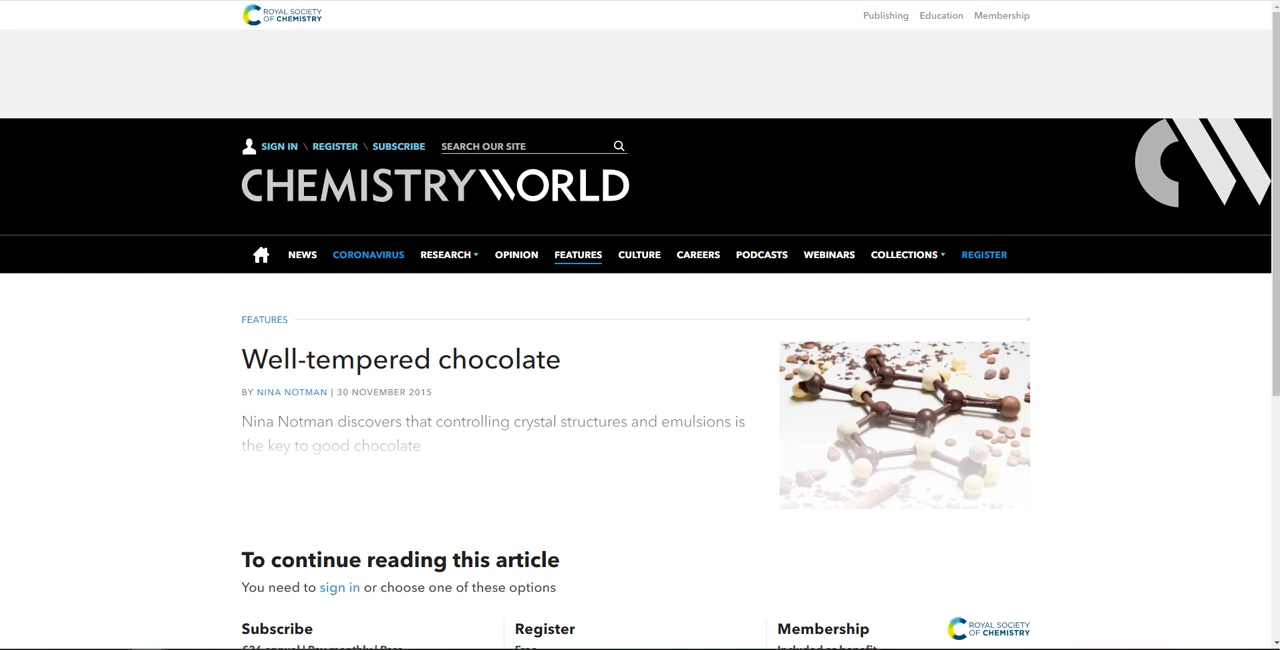 ROYAL SOCIETY
OF CHEMISTRY
Publishing Education Membership
SIGN IN \ REGISTER \ SUBSCRIBE SEARCH OUR SITE
CHEMISTRY WORLD
NEWS CORONAVIRUS RESEARCH OPINION FEATURES CULTURE CAREERS PODCASTS WEBINARS COLLECTIONS REGISTER
FEATURES
Well-tempered chocolate
BY NINA NOTMAN | 30 NOVEMBER 2015
Nina Notman discovers that controlling crystal structures and emulsions is
the key to good chocolate
To continue reading this article
You need to sign in or choose one of these options
Subscribe Register Membership
ROYAL SOCIETY
OF CHEMISTRY